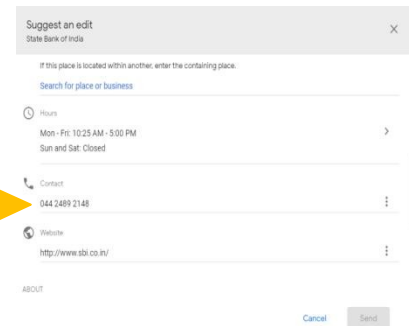 Suggest an edit
State Bank of India
If this place is located within another, enter the containing place.
Search for place or business
Hours
Mon - Fri: 10:25 AM - 5:00 PM
Sun and Sat: Closed
Contact
044 2489 2148
Website
http://www.sbi.co.in/
ABOUT
Cancel Send